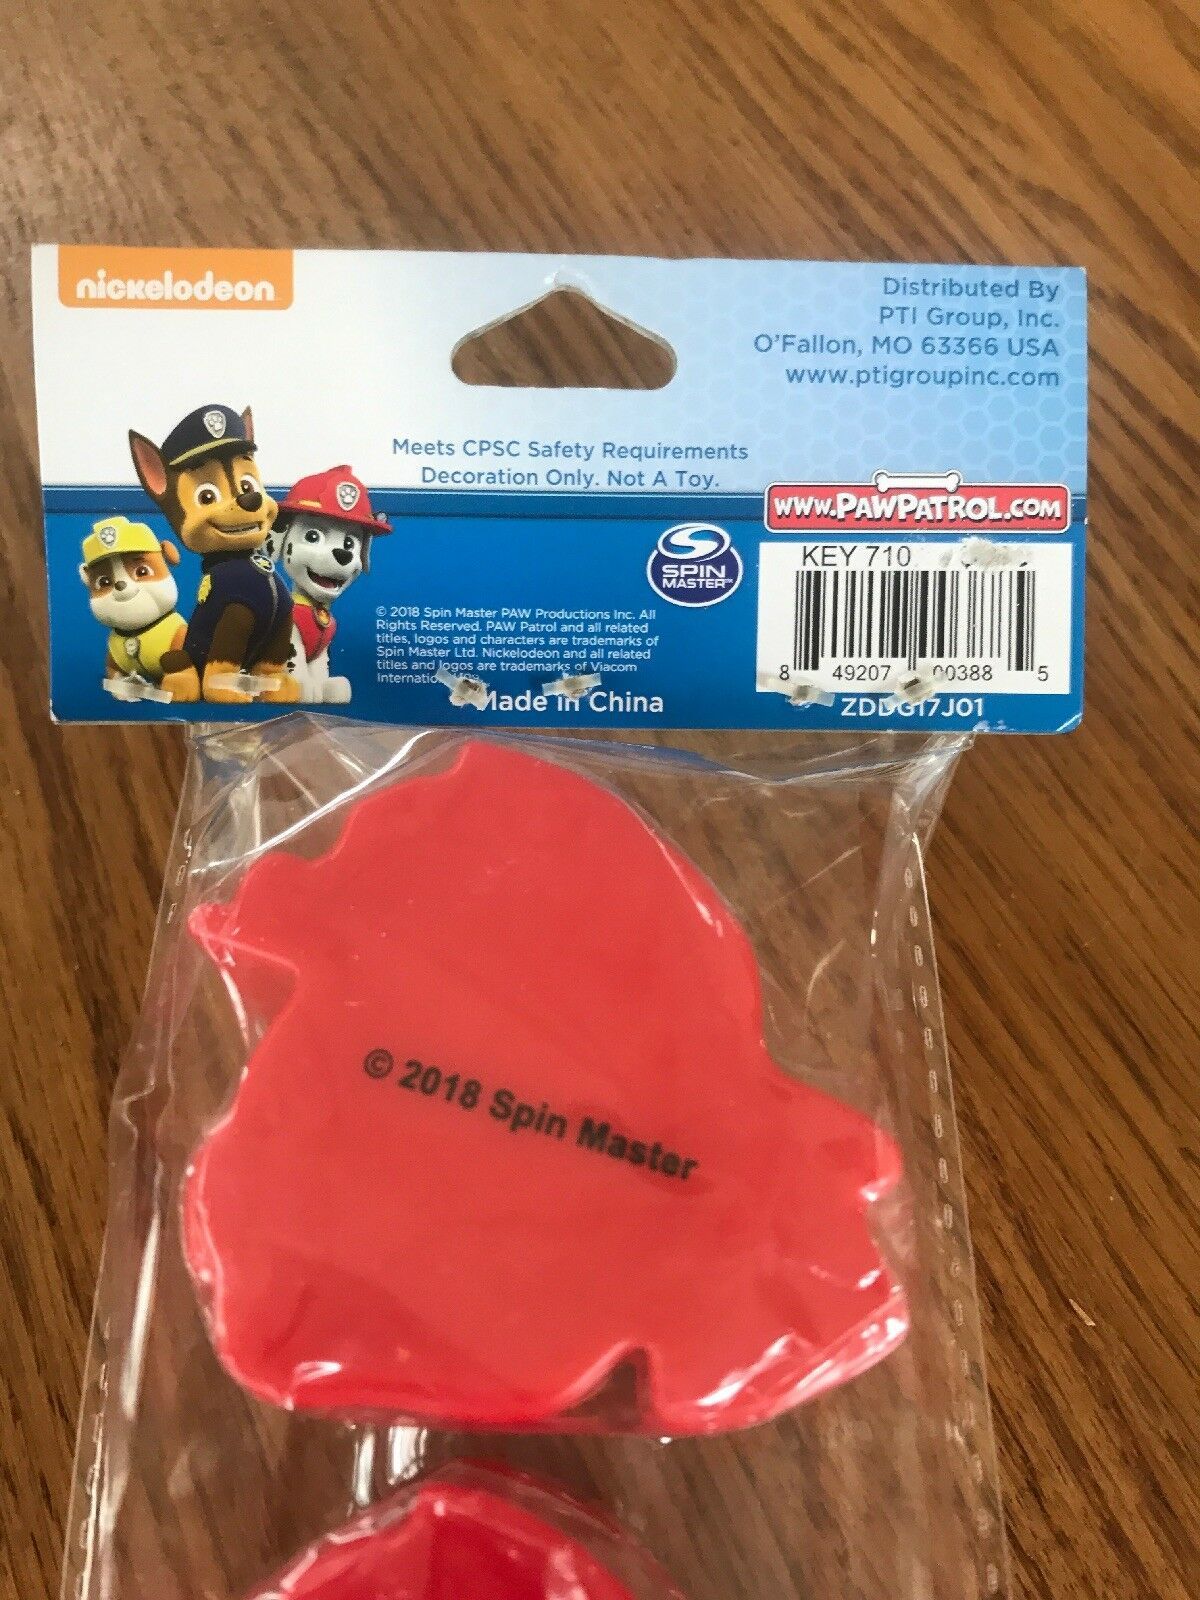 nickelodeon
Distributed By
PTI Group, Inc.
O'Fallon, MO 63366 USA
www.ptigroupinc.com
Meets CPSC Safety Requirements
Decoration Only. Not A Toy.
WWW.PAWPATROL.COM
SPIN
MASTER™
KEY 710
© 2018 Spin Master PAW Productions Inc. All
Rights Reserved. PAW Patrol and all related
titles, logos and characters are trademarks of
Spin Master Ltd. Nickelodeon and all related
titles and logos are trademarks of Viacom
Made in China
8 49207 00388 5
ZDDG17J01
© 2018 Spin Master